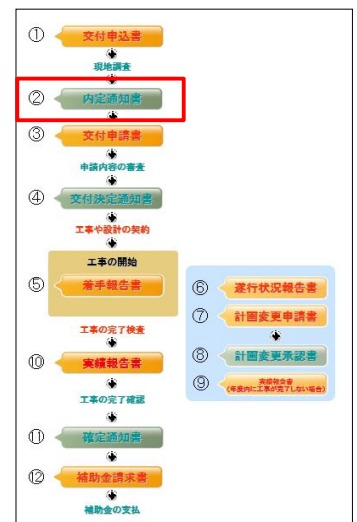 ① 交付申込書
現地調査
② 内定通知書
③ 交付申請書
申請内容の審査
④ 交付決定通知書
工事や設計の契約
工事の開始
⑤ 着手報告書
工事の完了検査
⑩ 実績報告書
工事の完了確認
⑪ 確定通知書
⑫ 補助金請求書
補助金の支払
⑥ 遂行状況報告書
⑦ 計画変更申請書
⑧ 計画変更承認書
⑨ 実績報告書
(年度内に工事が完了しない場合)